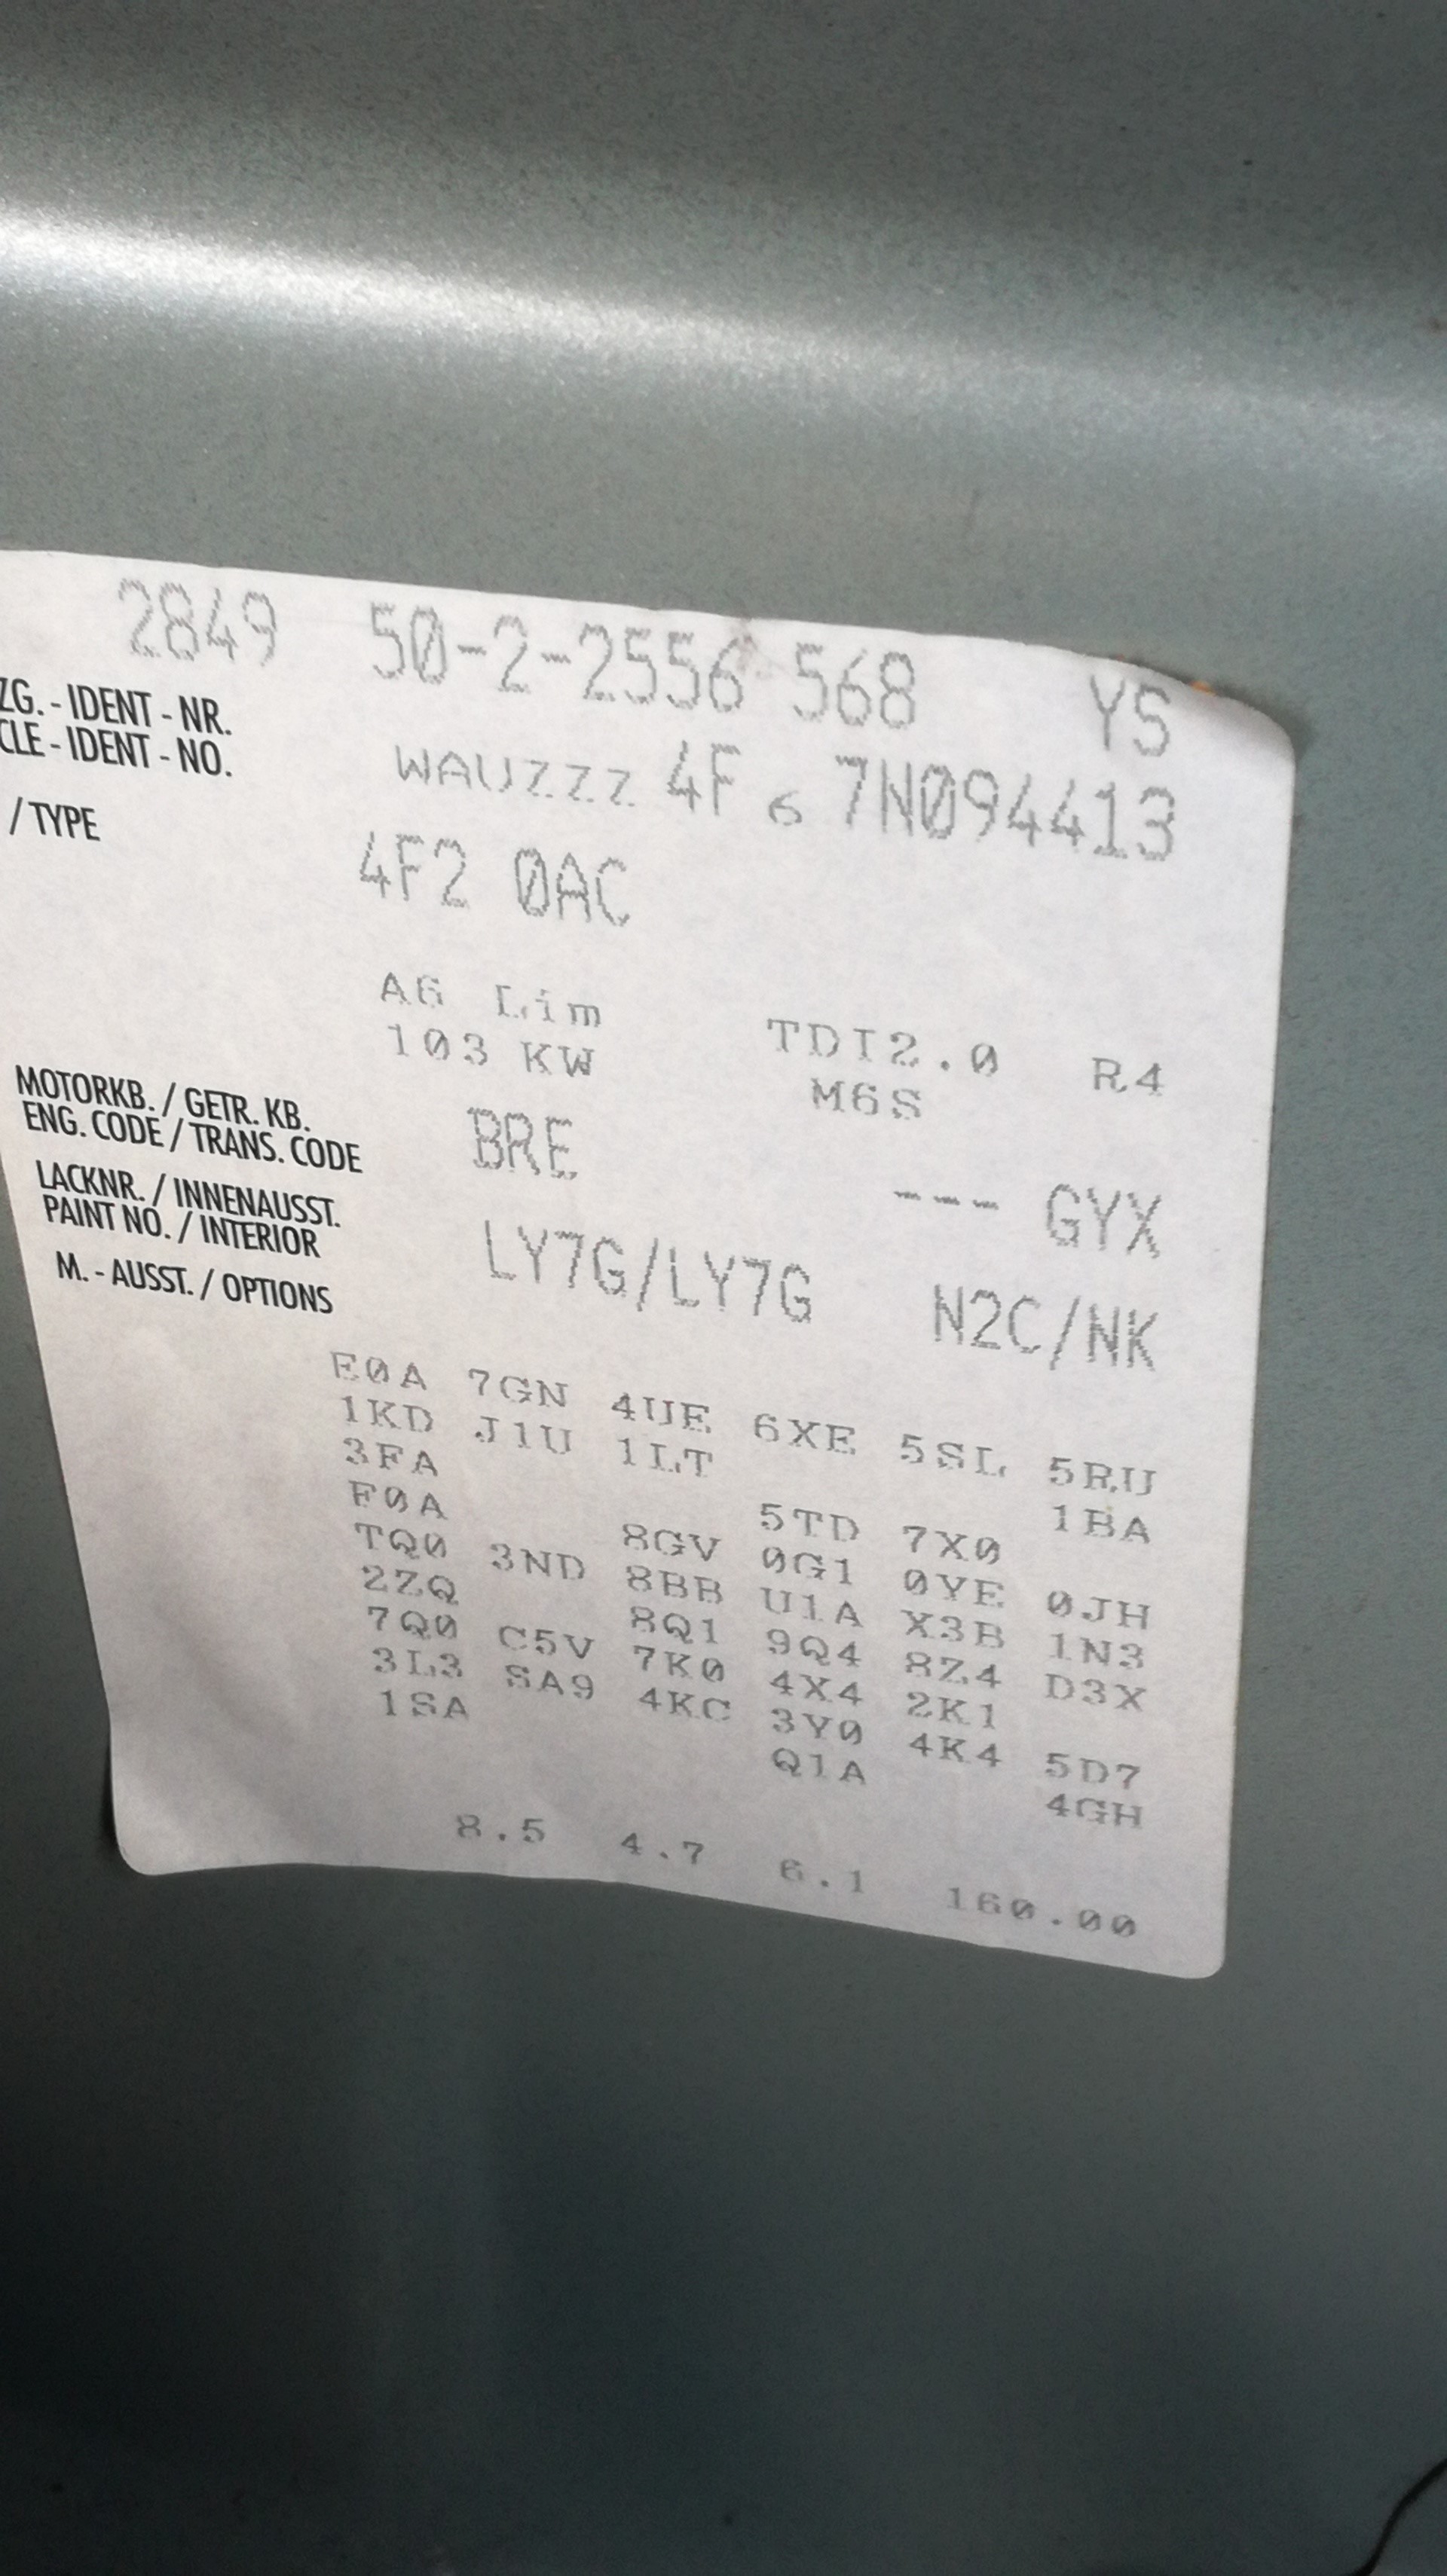 2849 50-2-2556 568 YS
ZG. - IDENT - NR.
CLE - IDENT - NO.
WAUZZZ 4F 6 7N094413
/ TYPE
4F2 0AC
A6 Lim TDI2.0 R4
103 KW M6S
MOTORKB. / GETR. KB.
ENG. CODE / TRANS. CODE
BRE --- GYX
LACKNR. / INNENAUSST.
PAINT NO. / INTERIOR
LY7G/LY7G N2C/NK
M. - AUSST. / OPTIONS
E0A 7GN 4UE 6XE 5SL 5RU
1KD J1U 1LT 1BA
3FA 5TD 7X0
F0A 8GV 0G1 0YE 0JH
TQ0 3ND 8BB U1A X3B 1N3
2ZQ 8Q1 9Q4 8Z4 D3X
7Q0 C5V 7K0 4X4 2K1
3L3 SA9 4KC 3Y0 4K4 5D7
1SA Q1A 4GH
8.5 4.7 6.1 160.00